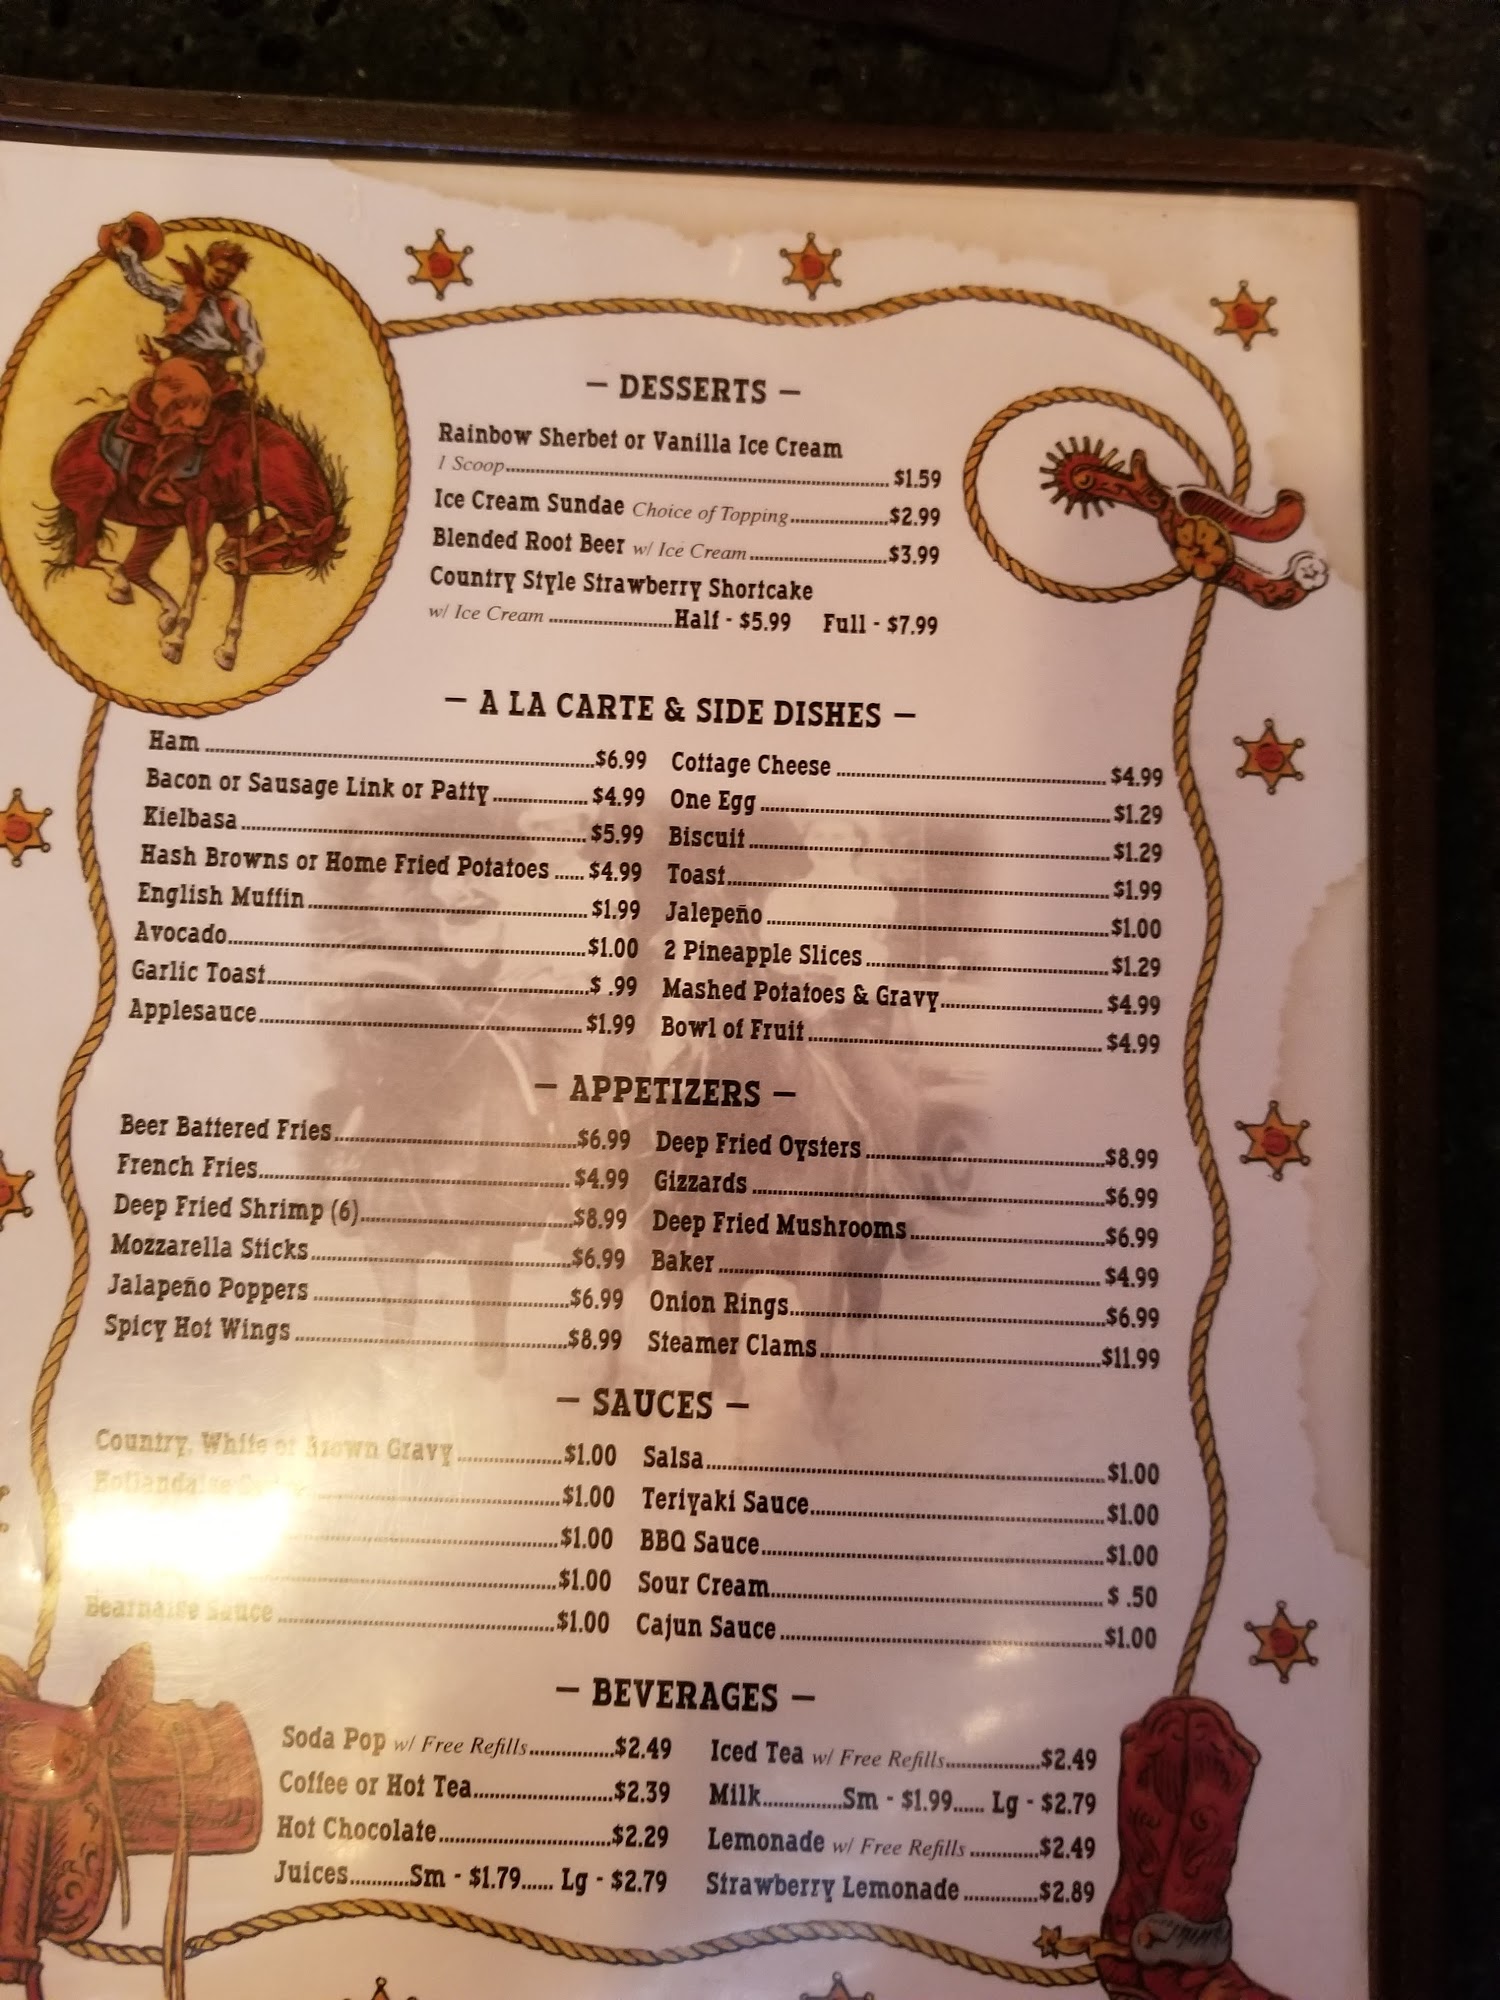 — DESSERTS —
Rainbow Sherbet or Vanilla Ice Cream
1 Scoop.......... $1.59
Ice Cream Sundae Choice of Topping..........$2.99
Blended Root Beer w/ Ice Cream..........$3.99
Country Style Strawberry Shortcake
w/ Ice Cream ..........Half - $5.99 Full - $7.99
— A LA CARTE & SIDE DISHES —
Ham ..........$6.99
Bacon or Sausage Link or Patty.......... $4.99
Kielbasa.......... $5.99
Hash Browns or Home Fried Potatoes ...... $4.99
English Muffin.......... $1.99
Avocado..........$1.00
Garlic Toast..........$ .99
Applesauce.......... $1.99
Cottage Cheese .......... $4.99
One Egg..........$1.29
Biscuit..........$1.29
Toast..........$1.99
Jalepeño..........$1.00
2 Pineapple Slices..........$1.29
Mashed Potatoes & Gravy.......... $4.99
Bowl of Fruit.......... $4.99
— APPETIZERS —
Beer Battered Fries..........$6.99
French Fries.......... $4.99
Deep Fried Shrimp (6)..........$8.99
Mozzarella Sticks..........$6.99
Jalapeño Poppers..........$6.99
Spicy Hot Wings..........$8.99
Deep Fried Oysters ..........$8.99
Gizzards ..........$6.99
Deep Fried Mushrooms..........$6.99
Baker.......... $4.99
Onion Rings..........$6.99
Steamer Clams..........$11.99
— SAUCES —
Country, White or Brown Gravy..........$1.00
Hollandaise ..........$1.00
..........$1.00
..........$1.00
Bearnaise Sauce ..........$1.00
Salsa..........$1.00
Teriyaki Sauce..........$1.00
BBQ Sauce..........$1.00
Sour Cream.......... $ .50
Cajun Sauce..........$1.00
— BEVERAGES —
Soda Pop w/ Free Refills..........$2.49
Coffee or Hot Tea..........$2.39
Hot Chocolate..........$2.29
Juices..........Sm - $1.79...... Lg - $2.79
Iced Tea w/ Free Refills..........$2.49
Milk..........Sm - $1.99...... Lg - $2.79
Lemonade w/ Free Refills..........$2.49
Strawberry Lemonade..........$2.89